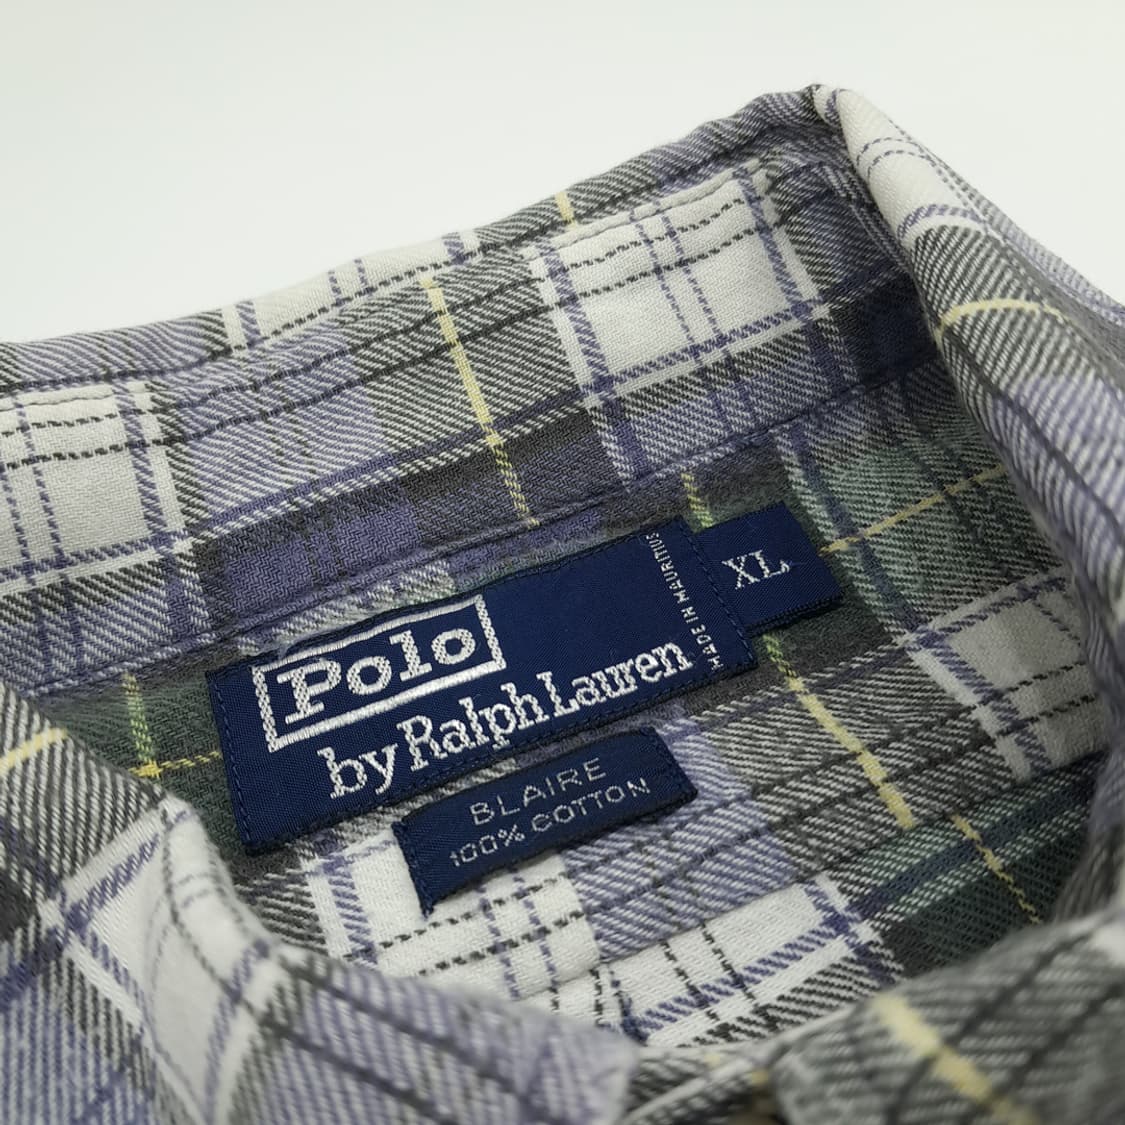 Polo
by Ralph Lauren
MADE IN MAURITIUS
XL
BLAIRE
100% COTTON